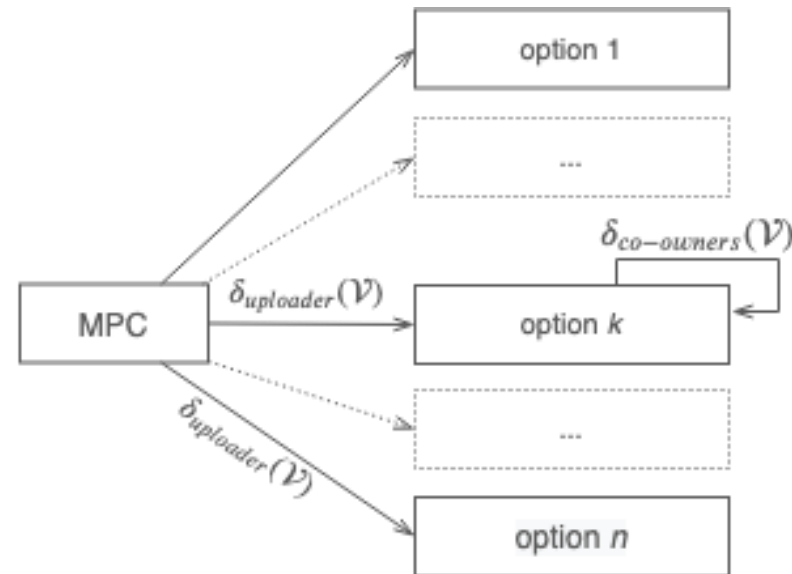 option 1
...
δco−owners(𝒱)
δuploader(𝒱)
MPC
option k
...
δuploader(𝒱)
option n